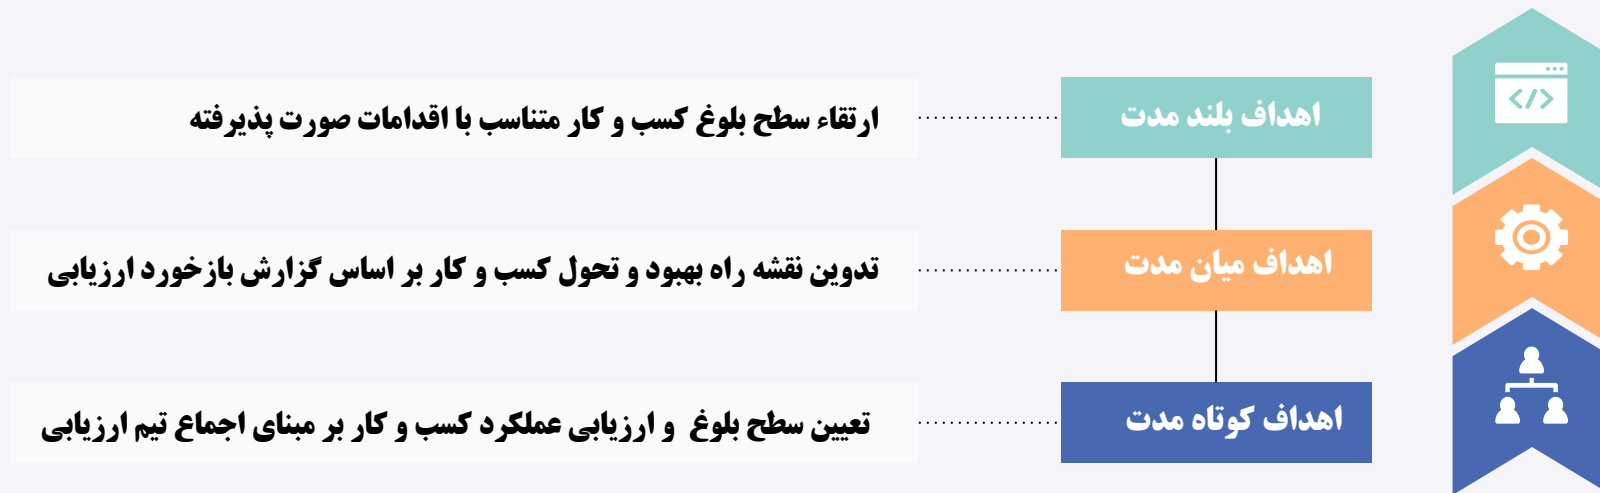 اهداف بلند مدت
ارتقاء سطح بلوغ کسب و کار متناسب با اقدامات صورت پذیرفته
اهداف میان مدت
تدوین نقشه راه بهبود و تحول کسب و کار بر اساس گزارش بازخورد ارزیابی
اهداف کوتاه مدت
تعیین سطح بلوغ و ارزیابی عملکرد کسب و کار بر مبنای اجماع تیم ارزیابی